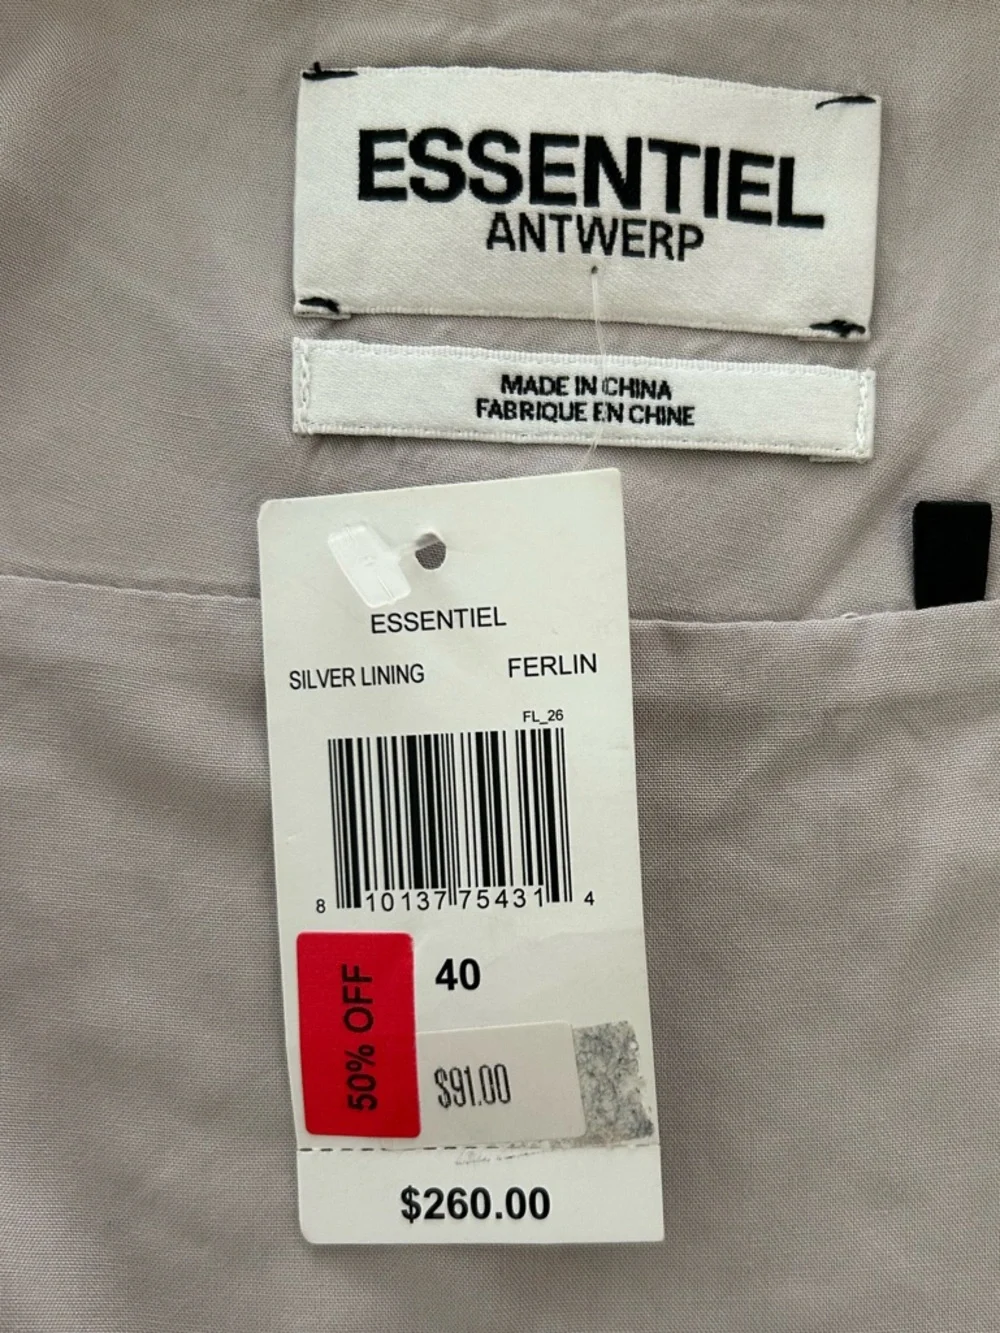 ESSENTIEL
ANTWERP
MADE IN CHINA
FABRIQUE EN CHINE
ESSENTIEL
SILVER LINING FERLIN
FL_26
8 10137 75431 4
40
50% OFF
$91.00
$260.00